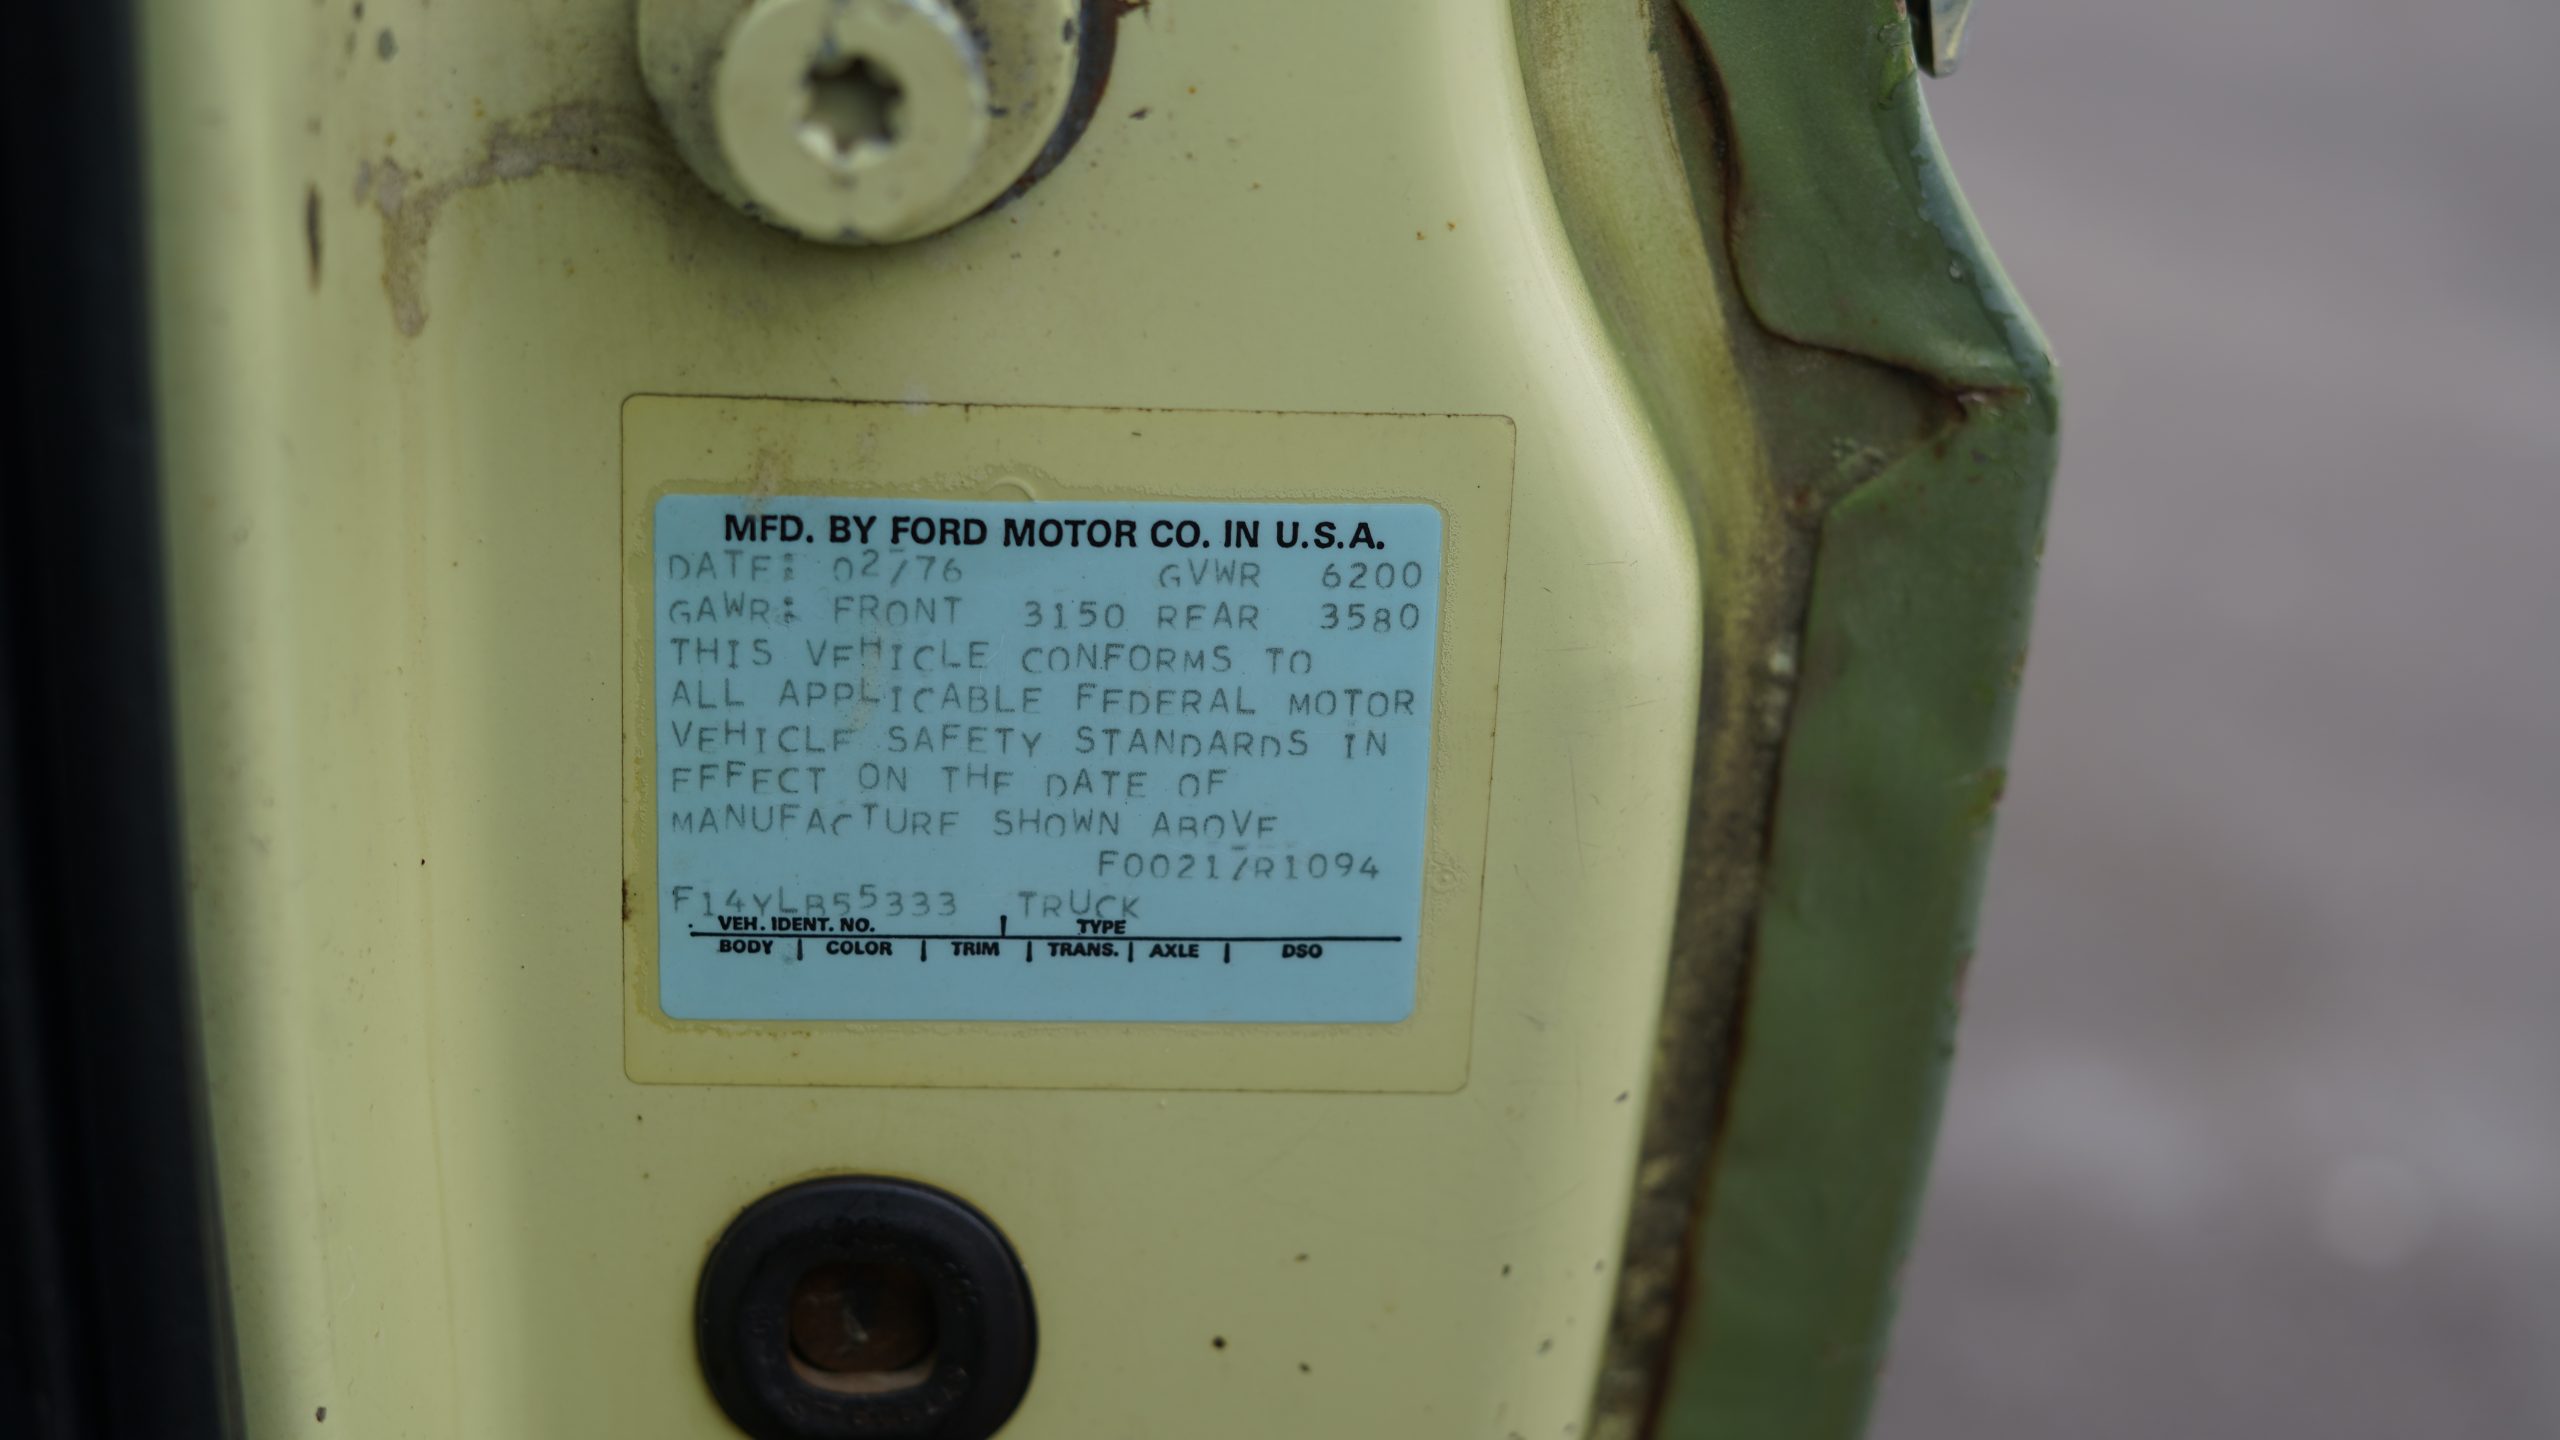 MFD. BY FORD MOTOR CO. IN U.S.A.
DATE: 02/76 GVWR 6200
GAWR: FRONT 3150 REAR 3580
THIS VEHICLE CONFORMS TO
ALL APPLICABLE FEDERAL MOTOR
VEHICLE SAFETY STANDARDS IN
EFFECT ON THE DATE OF
MANUFACTURE SHOWN ABOVE
F00217R1094
F14YLB55333 TRUCK
VEH. IDENT. NO. TYPE
BODY | COLOR | TRIM | TRANS. | AXLE | DSO